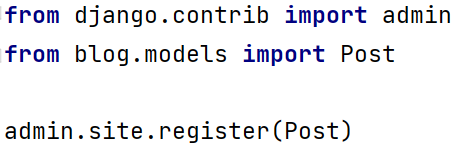 from django.contrib import admin
from blog.models import Post
admin.site.register(Post)